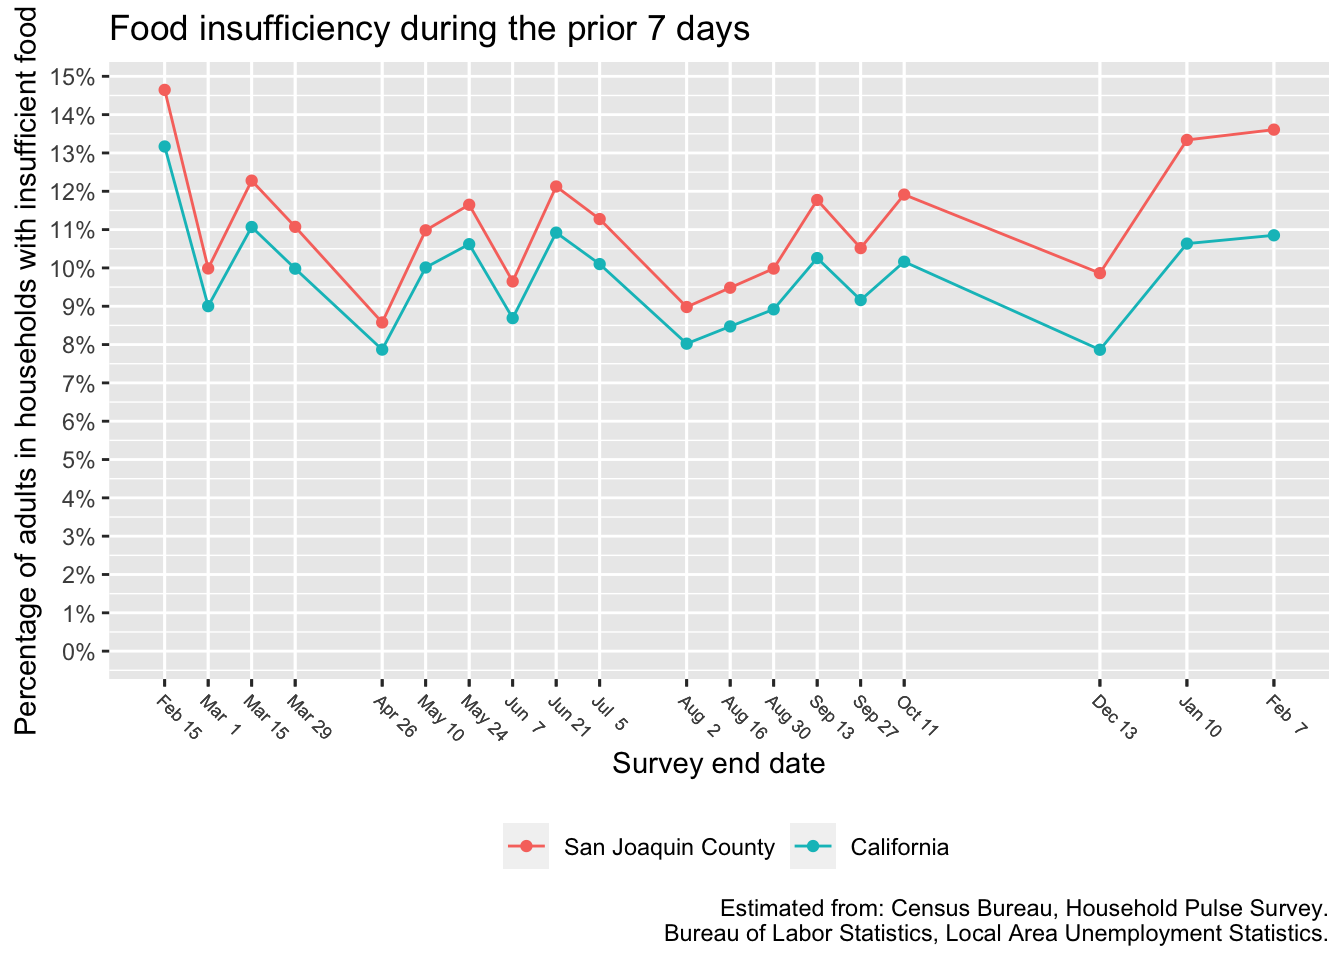 Food insufficiency during the prior 7 days
Percentage of adults in households with insufficient food
15%
14%
13%
12%
11%
10%
9%
8%
7%
6%
5%
4%
3%
2%
1%
0%
Feb 15
Mar 1
Mar 15
Mar 29
Apr 26
May 10
May 24
Jun 7
Jun 21
Jul 5
Aug 2
Aug 16
Aug 30
Sep 13
Sep 27
Oct 11
Dec 13
Jan 10
Feb 7
Survey end date
San Joaquin County
California
Estimated from: Census Bureau, Household Pulse Survey.
Bureau of Labor Statistics, Local Area Unemployment Statistics.